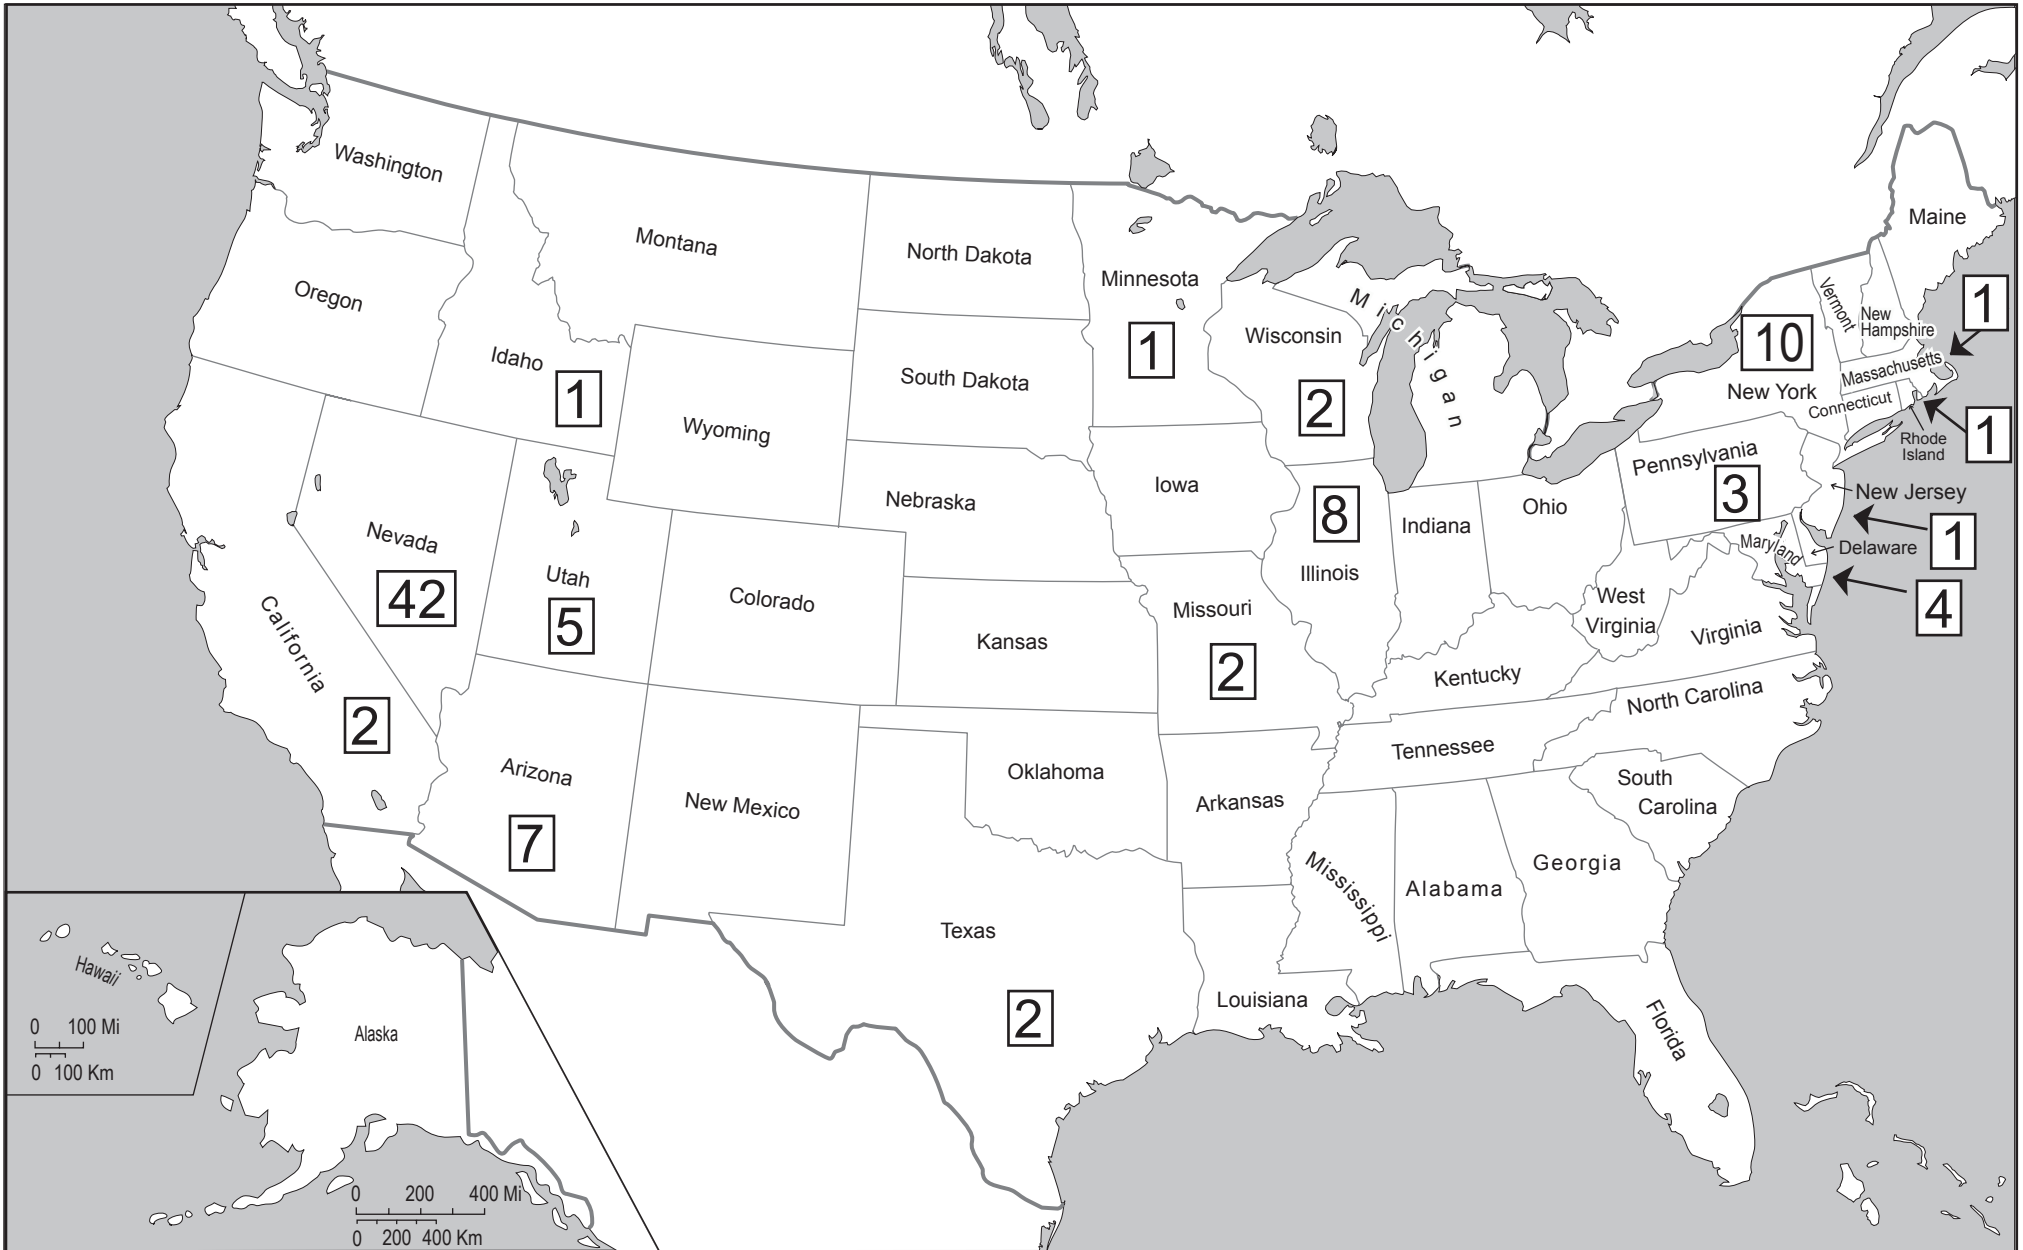 Washington
Oregon
Idaho
1
Montana
Wyoming
North Dakota
South Dakota
Nebraska
Minnesota
1
Iowa
Wisconsin
2
Michigan
8
Illinois
Indiana
Ohio
Maine
Vermont
New
Hampshire
1
Massachusetts
10
New York
Connecticut
Rhode
Island
1
Pennsylvania
3
New Jersey
1
Maryland
Delaware
4
Nevada
42
California
2
Utah
5
Colorado
Kansas
Missouri
2
West
Virginia
Virginia
Kentucky
North Carolina
Tennessee
South
Carolina
Arizona
7
New Mexico
Oklahoma
Arkansas
Mississippi
Alabama
Georgia
Texas
2
Louisiana
Florida
Hawaii
0 100 Mi
0 100 Km
Alaska
0 200 400 Mi
0 200 400 Km